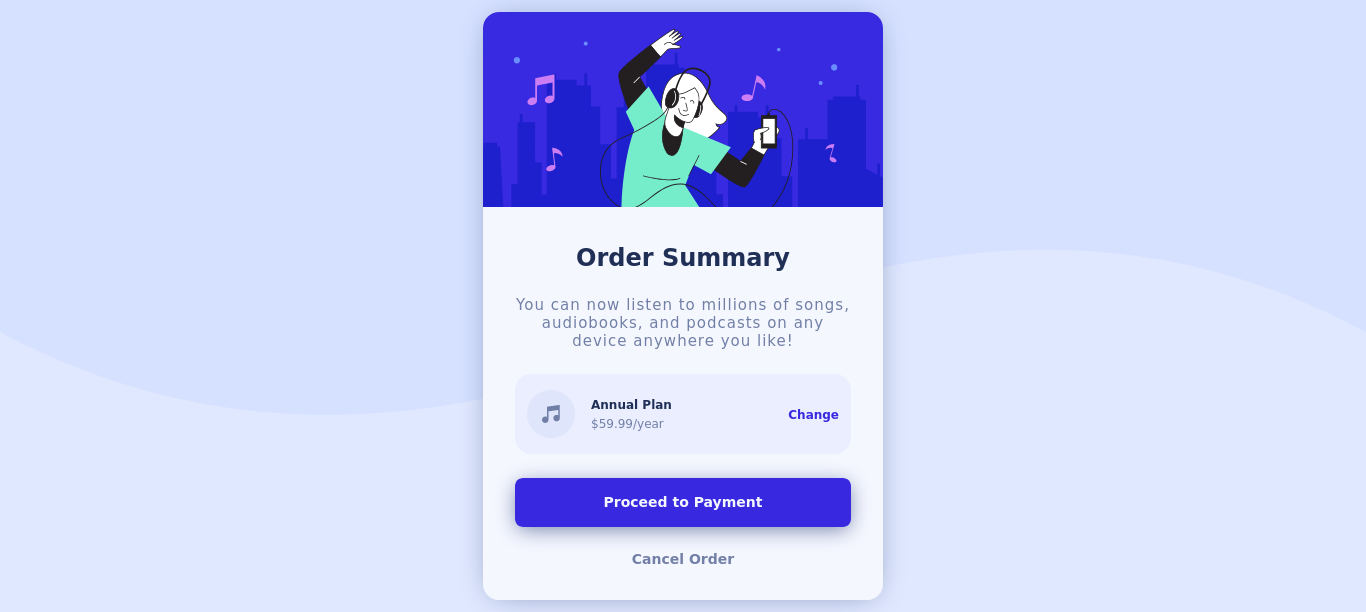 Order Summary
You can now listen to millions of songs,
audiobooks, and podcasts on any
device anywhere you like!
Annual Plan
$59.99/year
Change
Proceed to Payment
Cancel Order